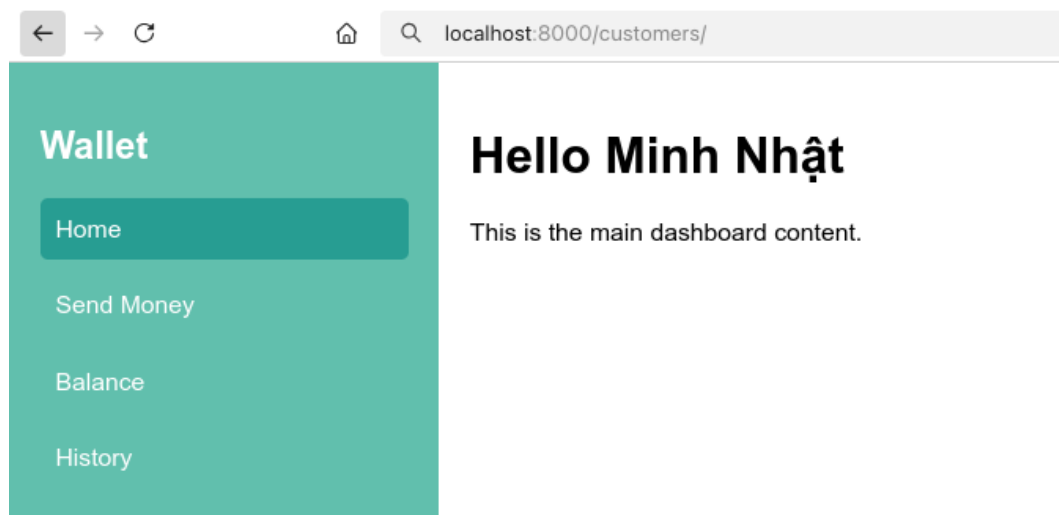 localhost:8000/customers/
Wallet
Home
Send Money
Balance
History
Hello Minh Nhật
This is the main dashboard content.